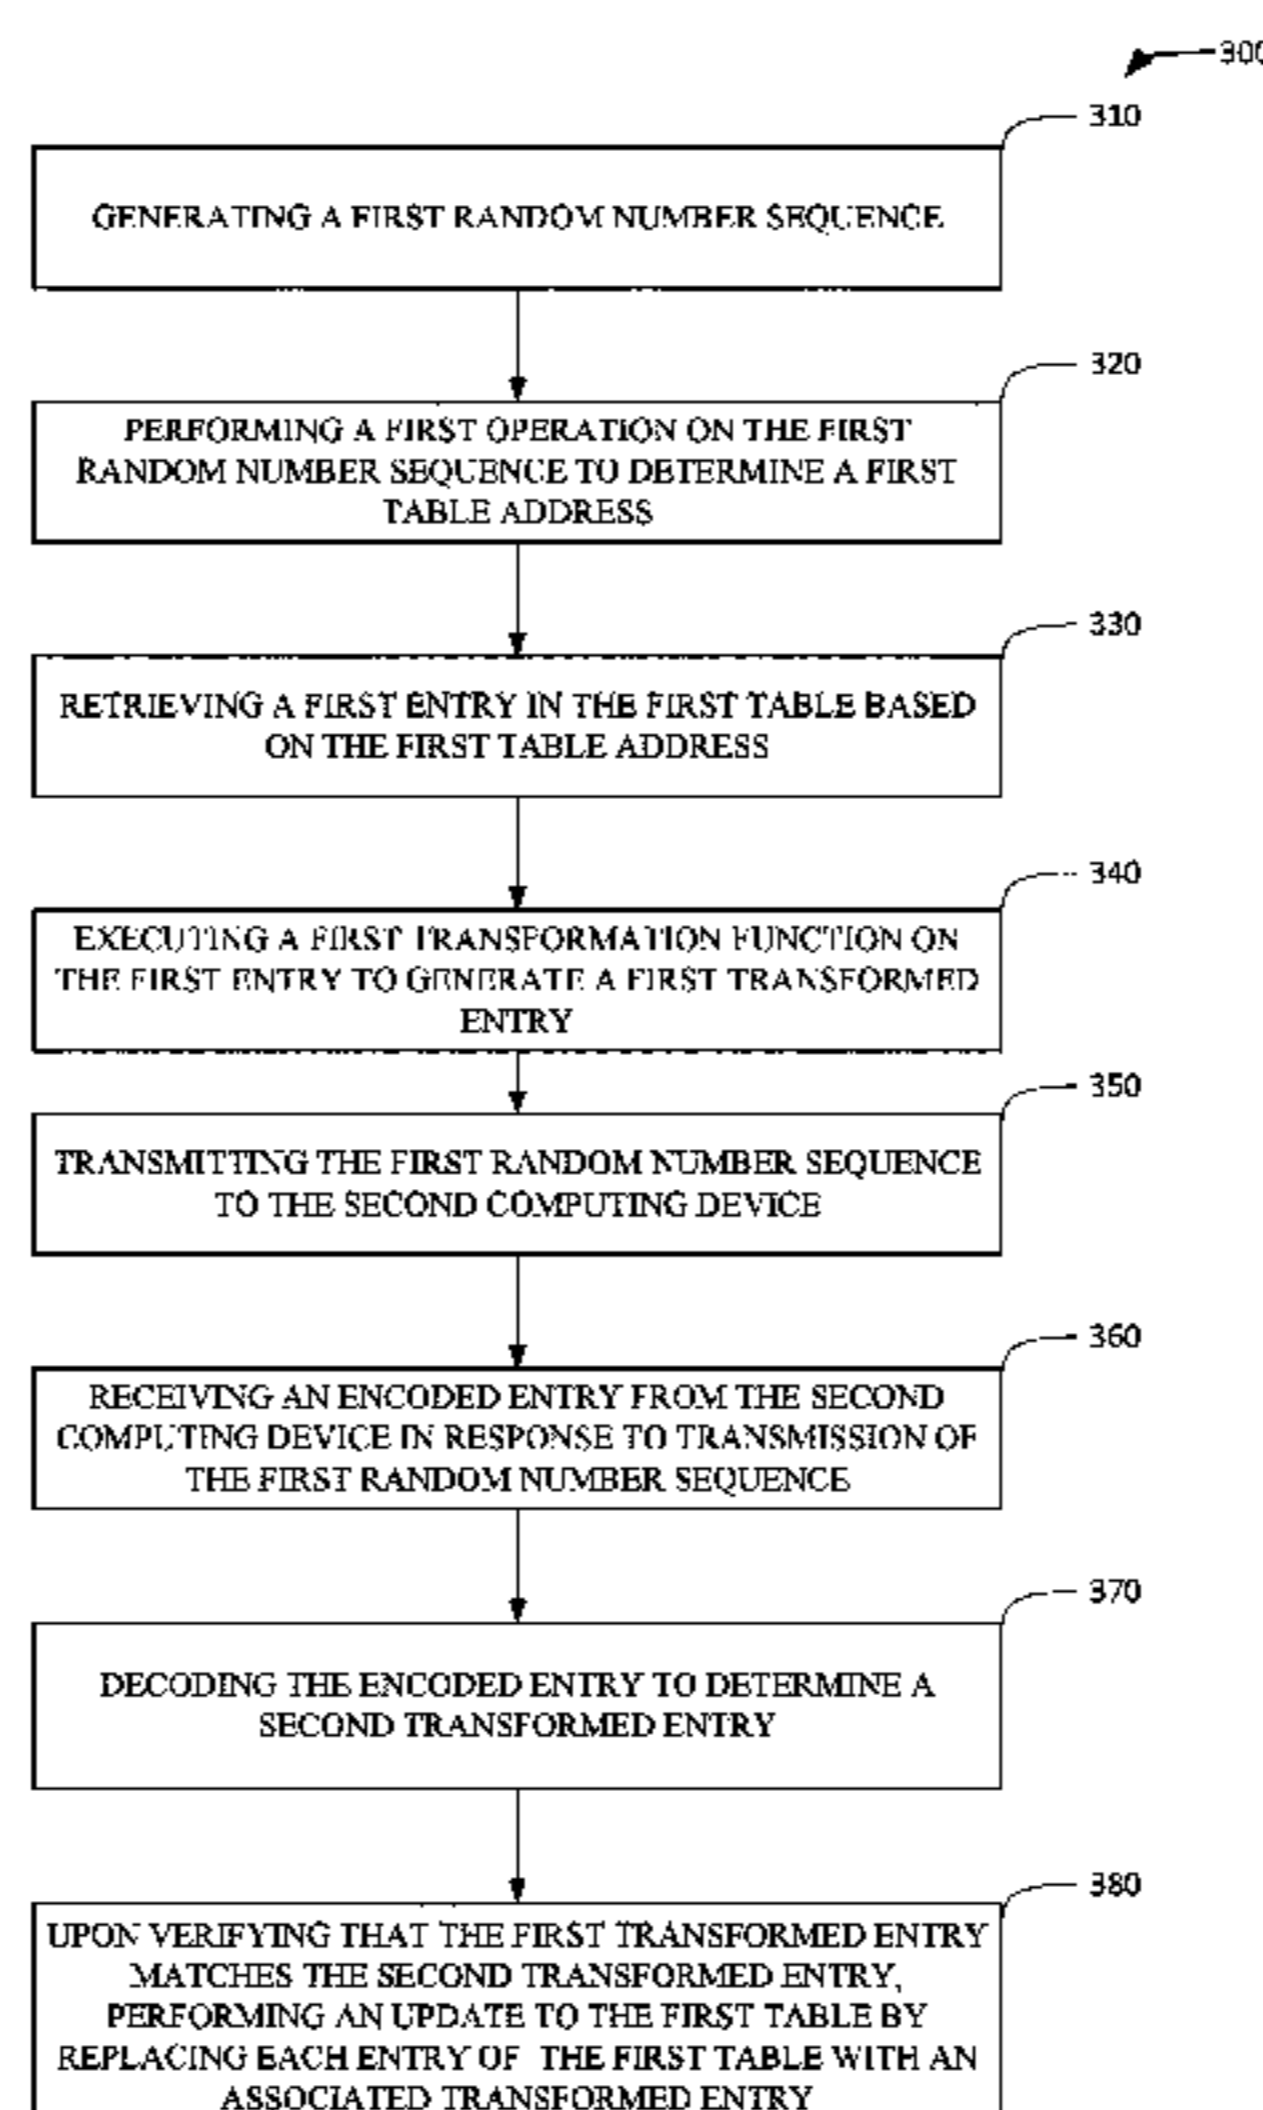 300
310
GENERATING A FIRST RANDOM NUMBER SEQUENCE
320
PERFORMING A FIRST OPERATION ON THE FIRST
RANDOM NUMBER SEQUENCE TO DETERMINE A FIRST
TABLE ADDRESS
330
RETRIEVING A FIRST ENTRY IN THE FIRST TABLE BASED
ON THE FIRST TABLE ADDRESS
340
EXECUTING A FIRST TRANSFORMATION FUNCTION ON
THE FIRST ENTRY TO GENERATE A FIRST TRANSFORMED
ENTRY
350
TRANSMITTING THE FIRST RANDOM NUMBER SEQUENCE
TO THE SECOND COMPUTING DEVICE
360
RECEIVING AN ENCODED ENTRY FROM THE SECOND
COMPUTING DEVICE IN RESPONSE TO TRANSMISSION OF
THE FIRST RANDOM NUMBER SEQUENCE
370
DECODING THE ENCODED ENTRY TO DETERMINE A
SECOND TRANSFORMED ENTRY
380
UPON VERIFYING THAT THE FIRST TRANSFORMED ENTRY
MATCHES THE SECOND TRANSFORMED ENTRY,
PERFORMING AN UPDATE TO THE FIRST TABLE BY
REPLACING EACH ENTRY OF THE FIRST TABLE WITH AN
ASSOCIATED TRANSFORMED ENTRY